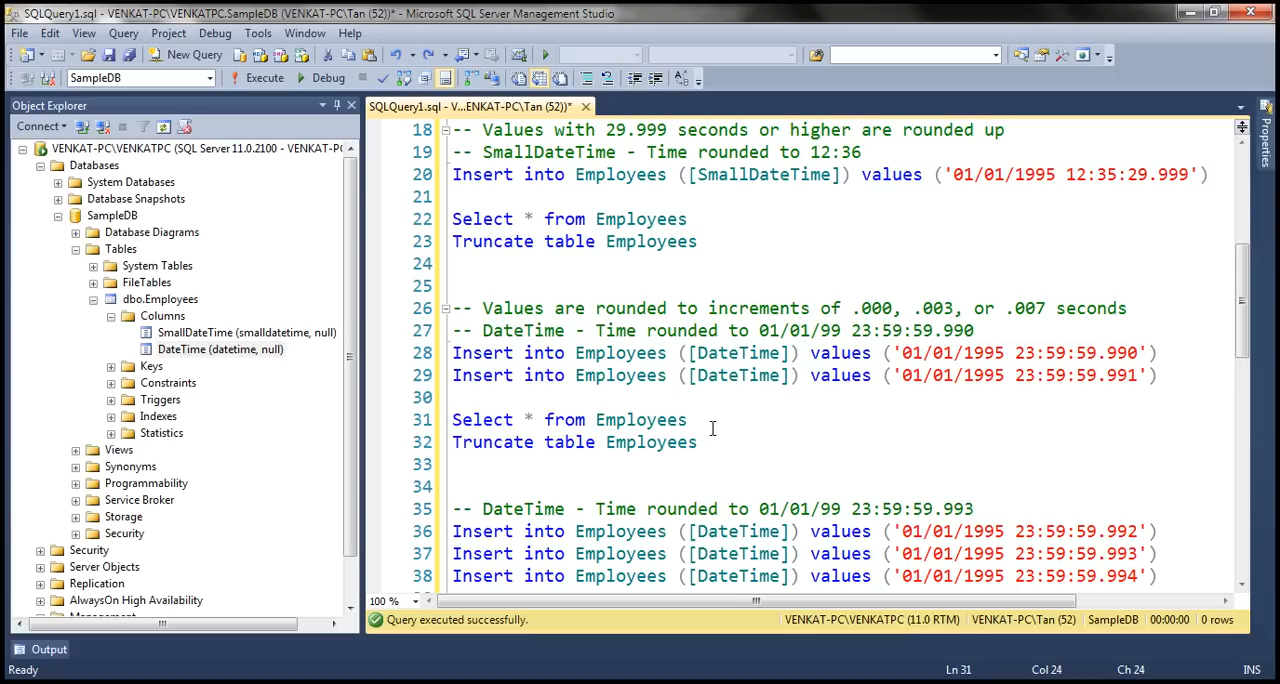 SQLQuery1.sql - VENKAT-PC\VENKATPC.SampleDB (VENKAT-PC\Tan (52))* - Microsoft SQL Server Management Studio
File Edit View Query Project Debug Tools Window Help
New Query
SampleDB Execute Debug
Object Explorer
Connect
VENKAT-PC\VENKATPC (SQL Server 11.0.2100 - VENKAT-PC
Databases
System Databases
Database Snapshots
SampleDB
Database Diagrams
Tables
System Tables
FileTables
dbo.Employees
Columns
SmallDateTime (smalldatetime, null)
DateTime (datetime, null)
Keys
Constraints
Triggers
Indexes
Statistics
Views
Synonyms
Programmability
Service Broker
Storage
Security
Security
Server Objects
Replication
AlwaysOn High Availability
Management
SQLQuery1.sql - V...ENKAT-PC\Tan (52))*
18 -- Values with 29.999 seconds or higher are rounded up
19 -- SmallDateTime - Time rounded to 12:36
20 Insert into Employees ([SmallDateTime]) values ('01/01/1995 12:35:29.999')
21
22 Select * from Employees
23 Truncate table Employees
24
25
26 -- Values are rounded to increments of .000, .003, or .007 seconds
27 -- DateTime - Time rounded to 01/01/99 23:59:59.990
28 Insert into Employees ([DateTime]) values ('01/01/1995 23:59:59.990')
29 Insert into Employees ([DateTime]) values ('01/01/1995 23:59:59.991')
30
31 Select * from Employees
32 Truncate table Employees
33
34
35 -- DateTime - Time rounded to 01/01/99 23:59:59.993
36 Insert into Employees ([DateTime]) values ('01/01/1995 23:59:59.992')
37 Insert into Employees ([DateTime]) values ('01/01/1995 23:59:59.993')
38 Insert into Employees ([DateTime]) values ('01/01/1995 23:59:59.994')
100 %
Query executed successfully. VENKAT-PC\VENKATPC (11.0 RTM) VENKAT-PC\Tan (52) SampleDB 00:00:00 0 rows
Properties
Output
Ready Ln 31 Col 24 Ch 24 INS